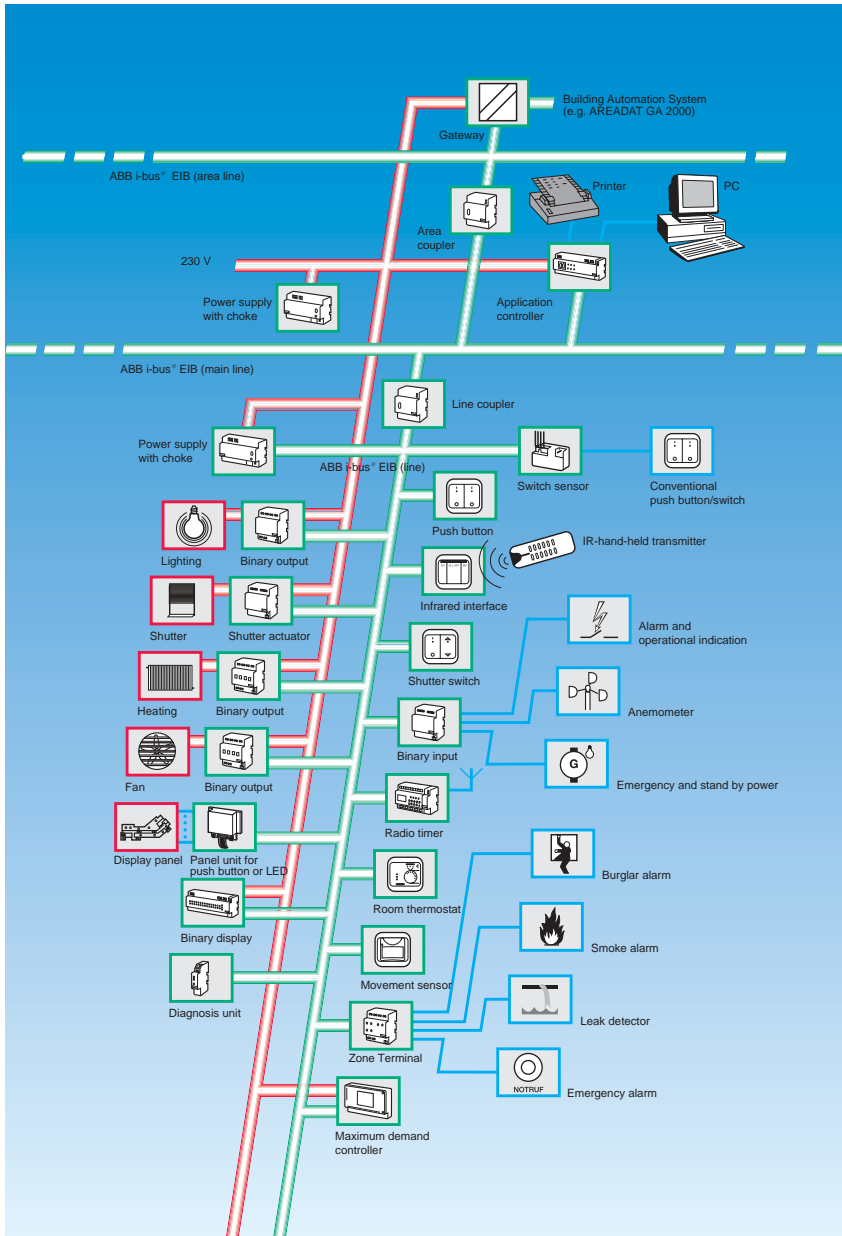 Building Automation System
(e.g. AREADAT GA 2000)
Gateway
ABB i-bus® EIB (area line)
Printer
PC
Area
coupler
230 V
Power supply
with choke
Application
controller
ABB i-bus® EIB (main line)
Line coupler
Power supply
with choke
ABB i-bus® EIB (line)
Switch sensor
Conventional
push button/switch
Push button
Lighting
Binary output
IR-hand-held transmitter
Infrared interface
Shutter
Shutter actuator
Alarm and
operational indication
Shutter switch
Heating
Binary output
Anemometer
Binary input
G
Fan
Binary output
Emergency and stand by power
Radio timer
Display panel
Panel unit for
push button or LED
Burglar alarm
Room thermostat
Binary display
Smoke alarm
Movement sensor
Diagnosis unit
Leak detector
Zone Terminal
NOTRUF
Emergency alarm
Maximum demand
controller